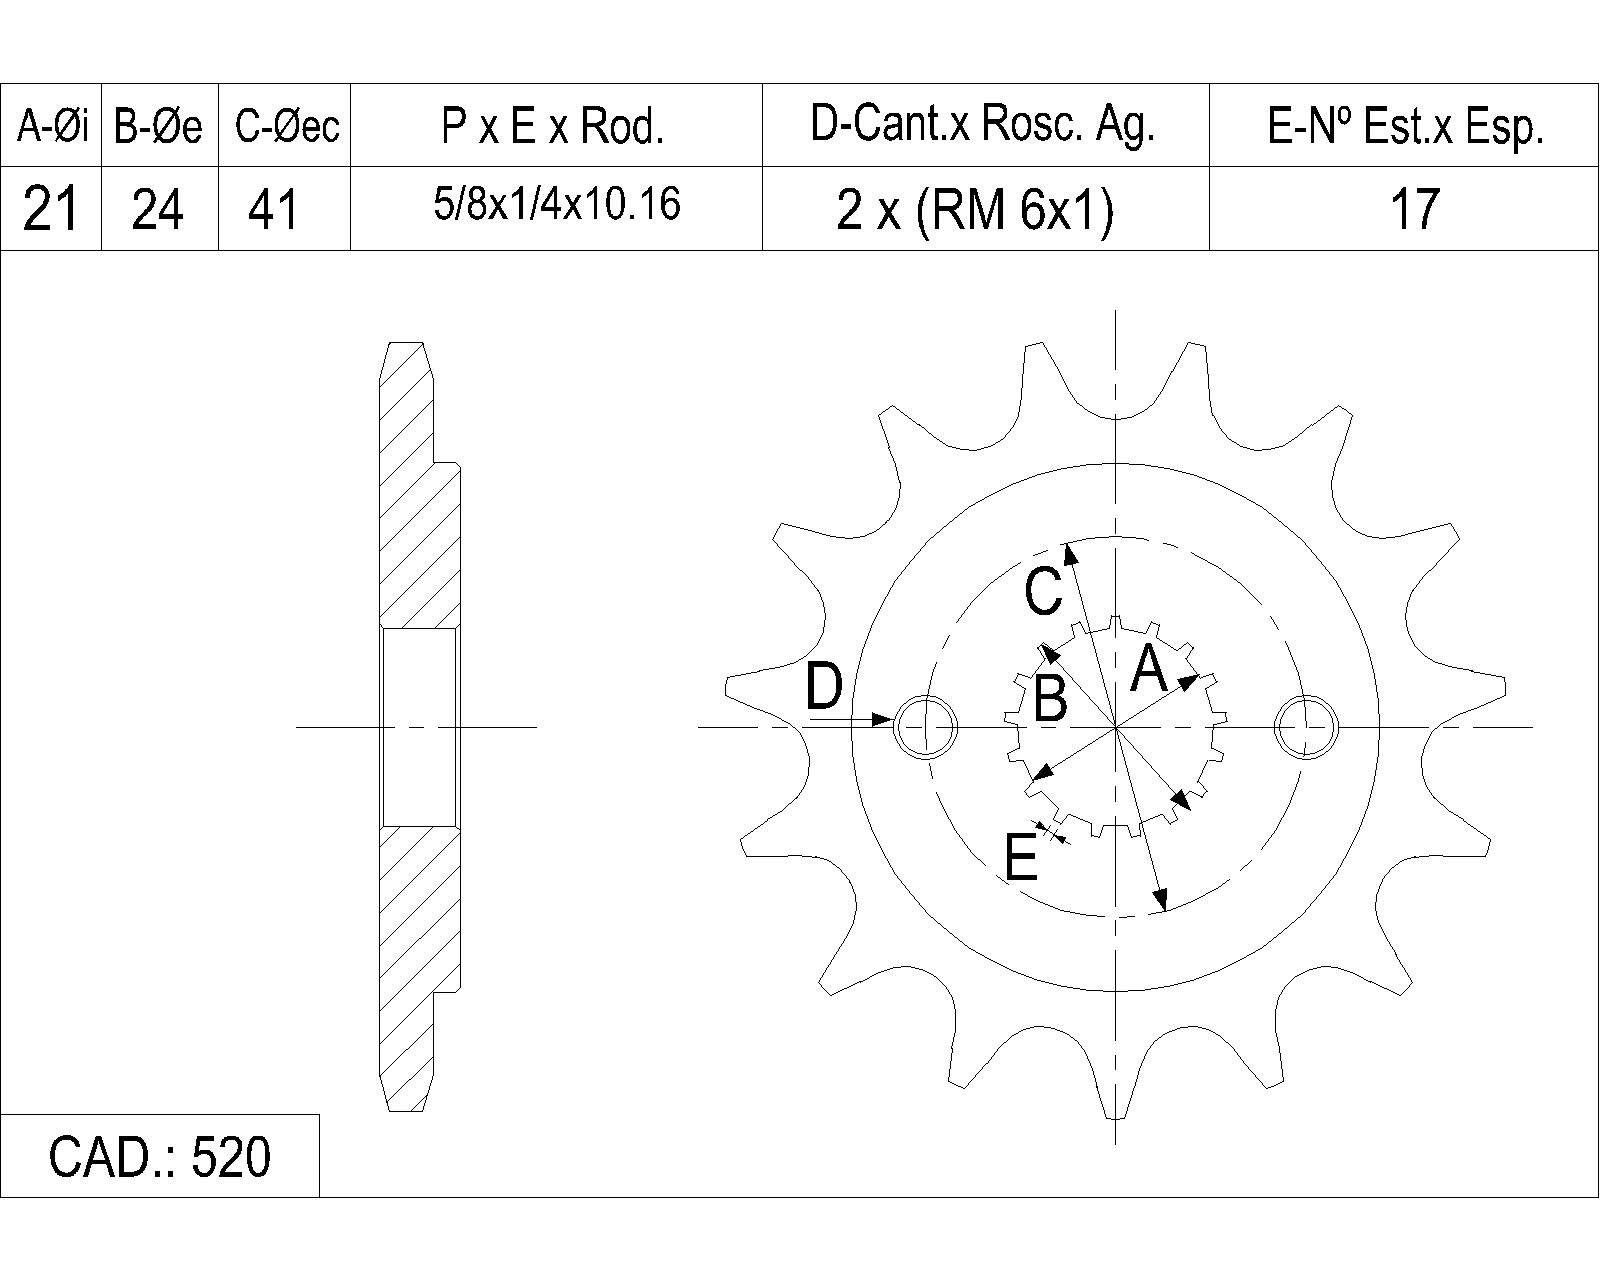 A-Øi B-Øe C-Øec P x E x Rod. D-Cant.x Rosc. Ag. E-Nº Est.x Esp.
21 24 41 5/8x1/4x10.16 2 x (RM 6x1) 17
C
A
B
D
E
CAD.: 520